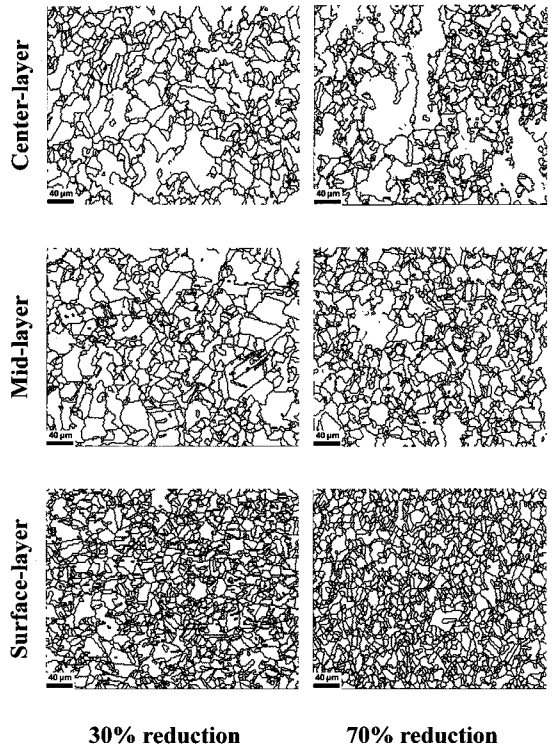 Center-layer
40 µm
40 µm
Mid-layer
40 µm
40 µm
Surface-layer
40 µm
40 µm
30% reduction
70% reduction